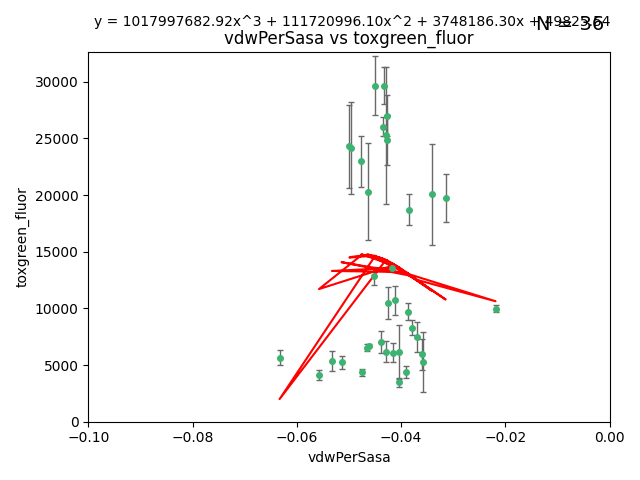 y = 1017997682.92x^3 + 111720996.10x^2 + 3748186.30x + 49825.54
N = 36
vdwPerSasa vs toxgreen_fluor
30000
25000
20000
15000
10000
5000
0
toxgreen_fluor
−0.10
−0.08
−0.06
−0.04
−0.02
0.00
vdwPerSasa